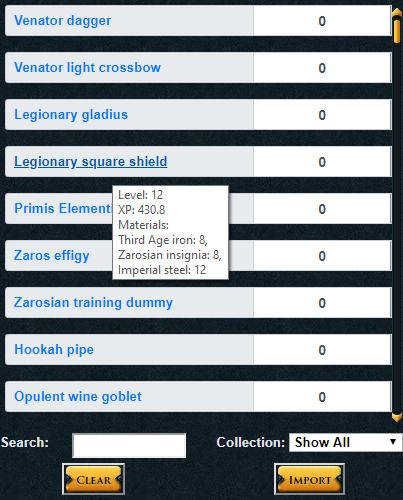 Venator dagger 0
Venator light crossbow 0
Legionary gladius 0
Legionary square shield 0
Level: 12
XP: 430.8
Materials:
Third Age iron: 8,
Zarosian insignia: 8,
Imperial steel: 12
Primis Elementi 0
Zaros effigy 0
Zarosian training dummy 0
Hookah pipe 0
Opulent wine goblet 0
Search: Collection: Show All
CLEAR IMPORT